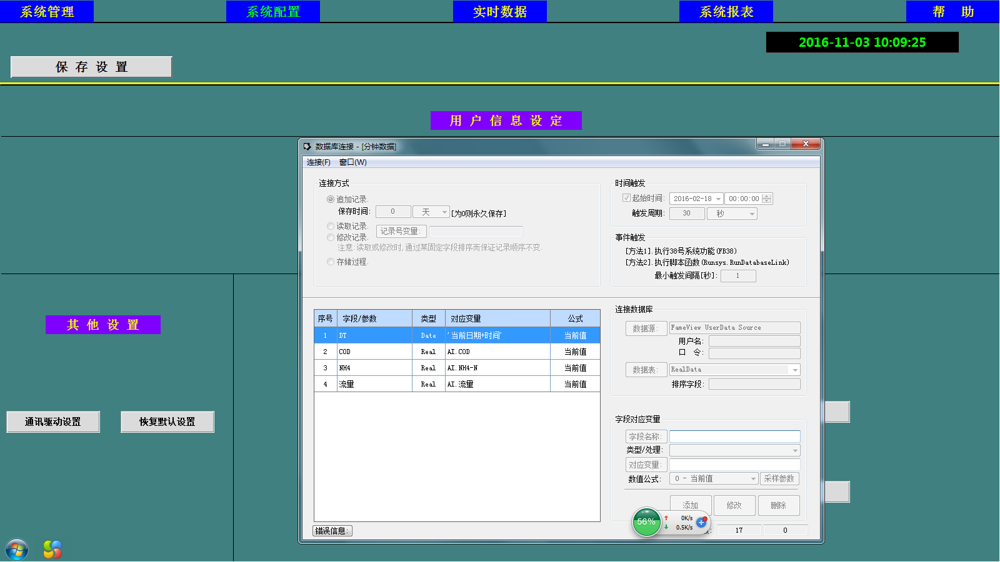 系统管理 系统配置 实时数据 系统报表 帮 助
2016-11-03 10:09:25
保 存 设 置
用 户 信 息 设 定
数据库连接 - [分钟数据]
连接(F) 窗口(W)
连接方式
追加记录.
保存时间: 0 天 [为0则永久保存]
读取记录. 记录号变量:
修改记录.
注意:读取或修改时,通过某固定字段排序而保证记录顺序不变.
存储过程.
时间触发
起始时间: 2016-02-18 00:00:00
触发周期: 30 秒
事件触发
[方法1].执行38号系统功能(FB38)
[方法2].执行脚本函数(Runsys.RunDatabaseLink)
最小触发间隔[秒]: 1
序号 字段/参数 类型 对应变量 公式
1 DT Date '当前日期+时间' 当前值
2 COD Real AI.COD 当前值
3 NH4 Real AI.NH4-N 当前值
4 流量 Real AI.流量 当前值
错误信息:
连接数据库
数据源: FameView UserData Source
用户名:
口 令:
数据表: RealData
排序字段:
字段对应变量
字段名称:
类型/处理:
对应变量:
数值公式: 0 - 当前值 采样参数
添加 修改 删除
56% 0K/s
0.5K/s
17 0
其 他 设 置
通讯驱动设置 恢复默认设置